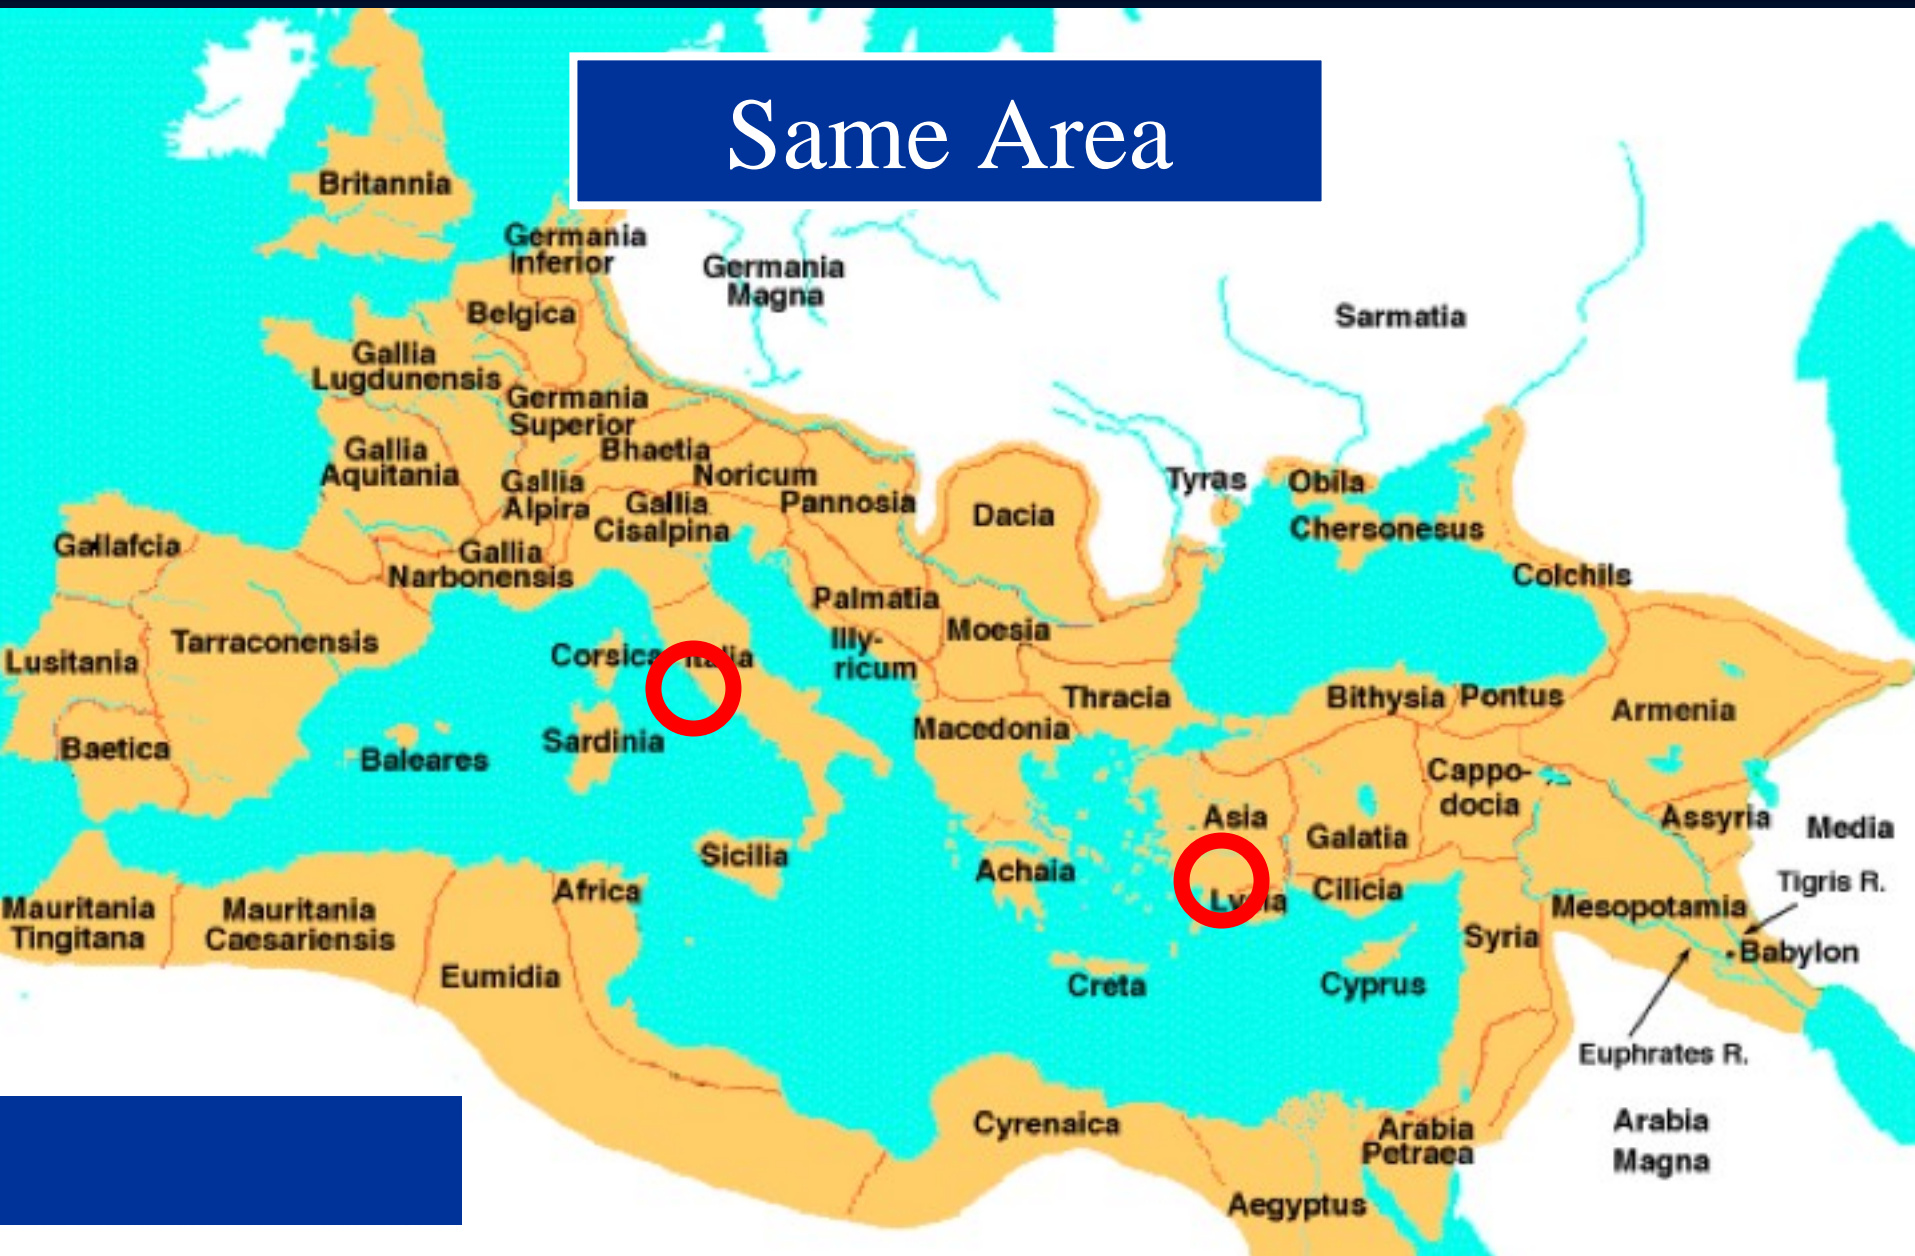 Same Area
Britannia
Germania
Inferior
Germania
Magna
Belgica
Sarmatia
Gallia
Lugdunensis
Germania
Superior
Gallia
Aquitania
Bhaetia
Noricum
Gallia
Alpira
Gallia
Cisalpina
Pannosia
Dacia
Tyras
Obila
Chersonesus
Gallafcia
Gallia
Narbonensis
Colchils
Palmatia
Moesia
Illy-
ricum
Tarraconensis
Lusitania
Corsica
Italia
Thracia
Bithysia
Pontus
Armenia
Macedonia
Baetica
Baleares
Sardinia
Cappo-
docia
Asia
Galatia
Assyria
Media
Sicilia
Achaia
Africa
Lycia
Cilicia
Tigris R.
Mauritania
Tingitana
Mauritania
Caesariensis
Mesopotamia
Syria
Babylon
Eumidia
Creta
Cyprus
Euphrates R.
Cyrenaica
Arabia
Petraea
Arabia
Magna
Aegyptus